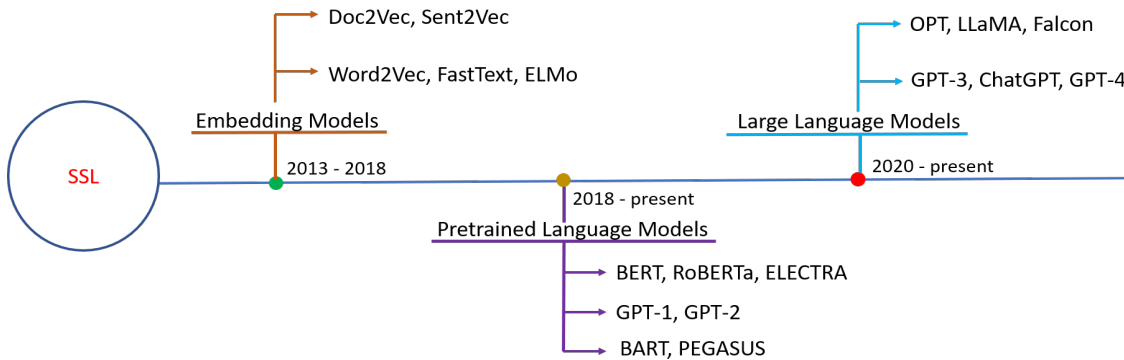 SSL
Doc2Vec, Sent2Vec
Word2Vec, FastText, ELMo
Embedding Models
2013 - 2018
2018 - present
Pretrained Language Models
BERT, RoBERTa, ELECTRA
GPT-1, GPT-2
BART, PEGASUS
OPT, LLaMA, Falcon
GPT-3, ChatGPT, GPT-4
Large Language Models
2020 - present